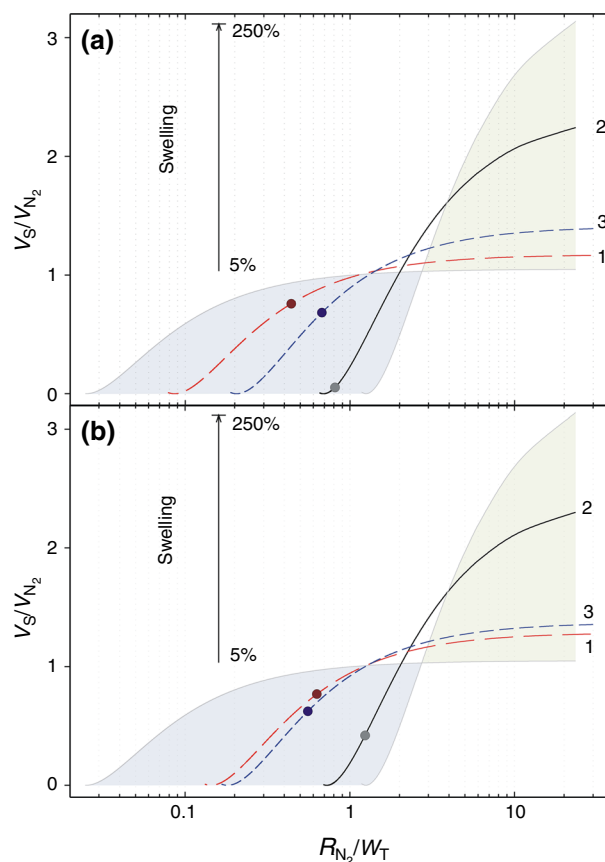 (a)
3
250%
2
2
Swelling
V_S/V_N₂
3
1
5%
1
0
(b)
3
250%
2
2
Swelling
V_S/V_N₂
3
1
5%
1
0
0.1 1 10
R_N₂/W_T